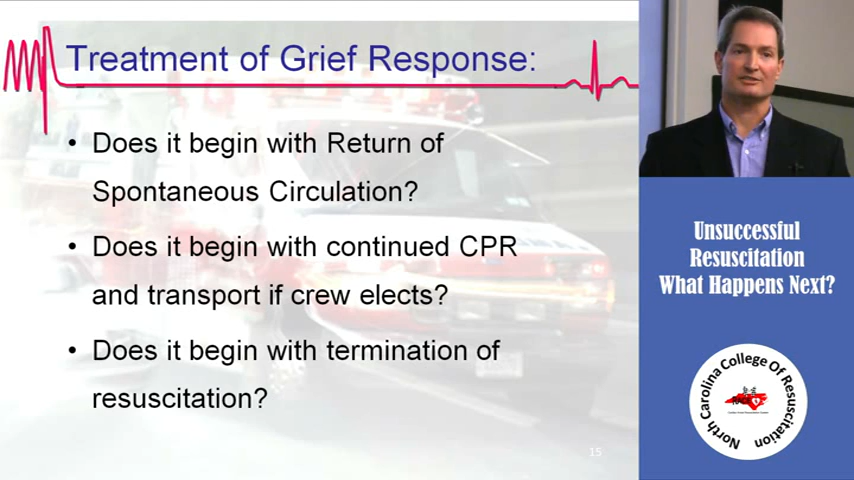 Treatment of Grief Response:
• Does it begin with Return of
Spontaneous Circulation?
• Does it begin with continued CPR
and transport if crew elects?
• Does it begin with termination of
resuscitation?
15
Unsuccessful
Resuscitation
What Happens Next?
North Carolina College Of Resuscitation